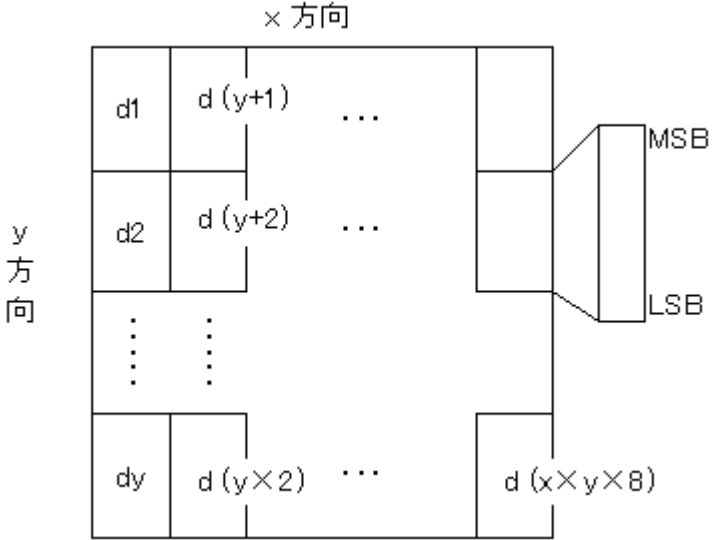 x 方向
d1 d (y+1) ...
MSB
d2 d (y+2) ...
y
方
向
LSB
dy d (y×2) ... d (x×y×8)